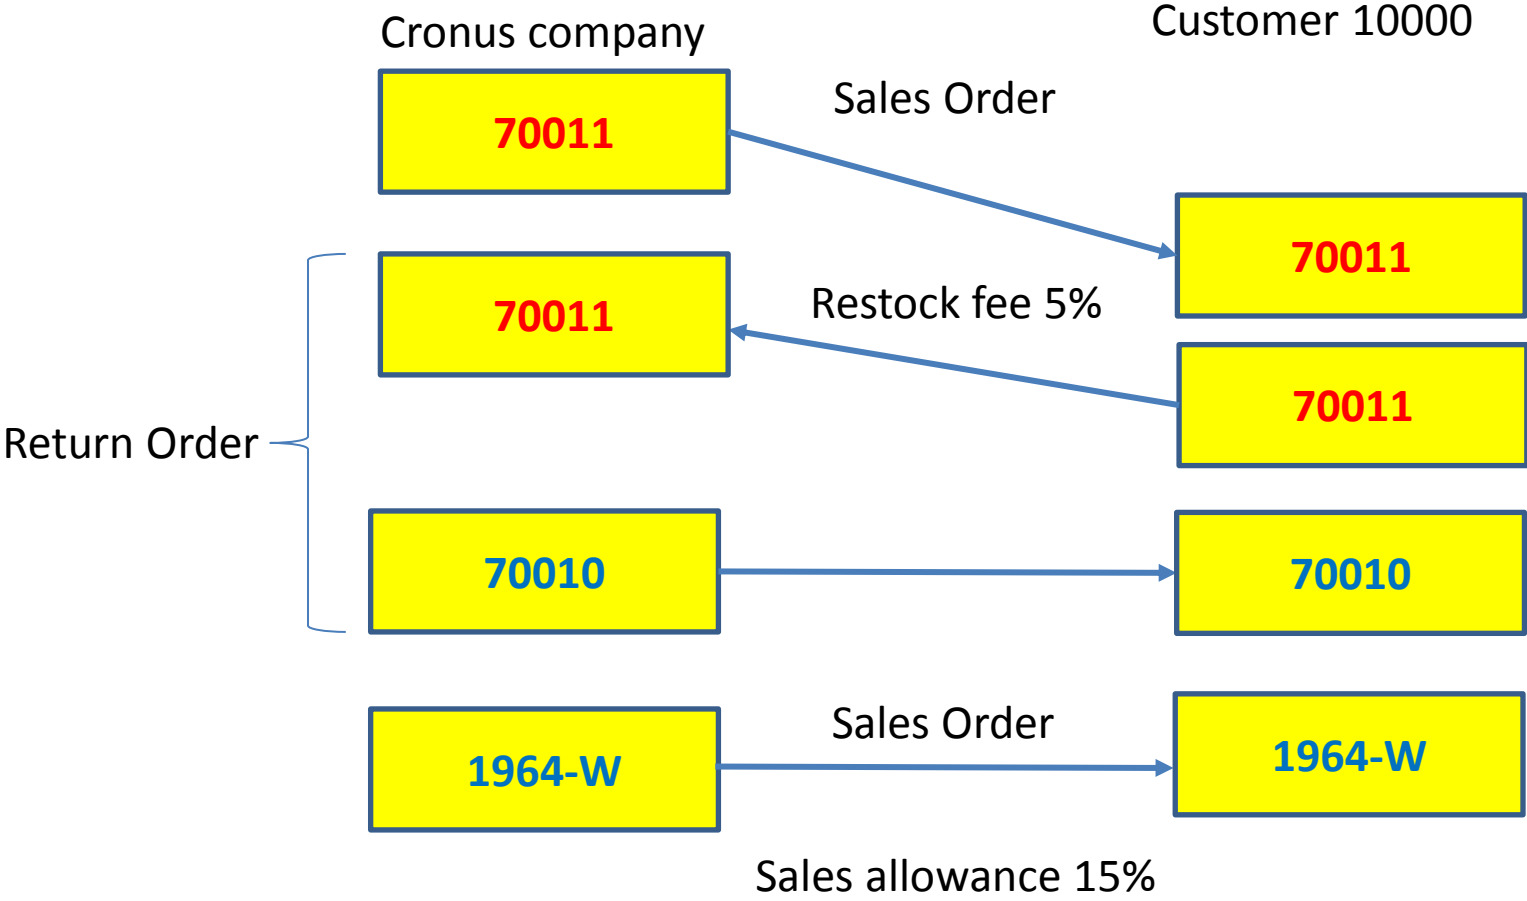 Cronus company
Customer 10000
70011
Sales Order
70011
70011
Restock fee 5%
70011
Return Order
70010
70010
1964-W
Sales Order
1964-W
Sales allowance 15%